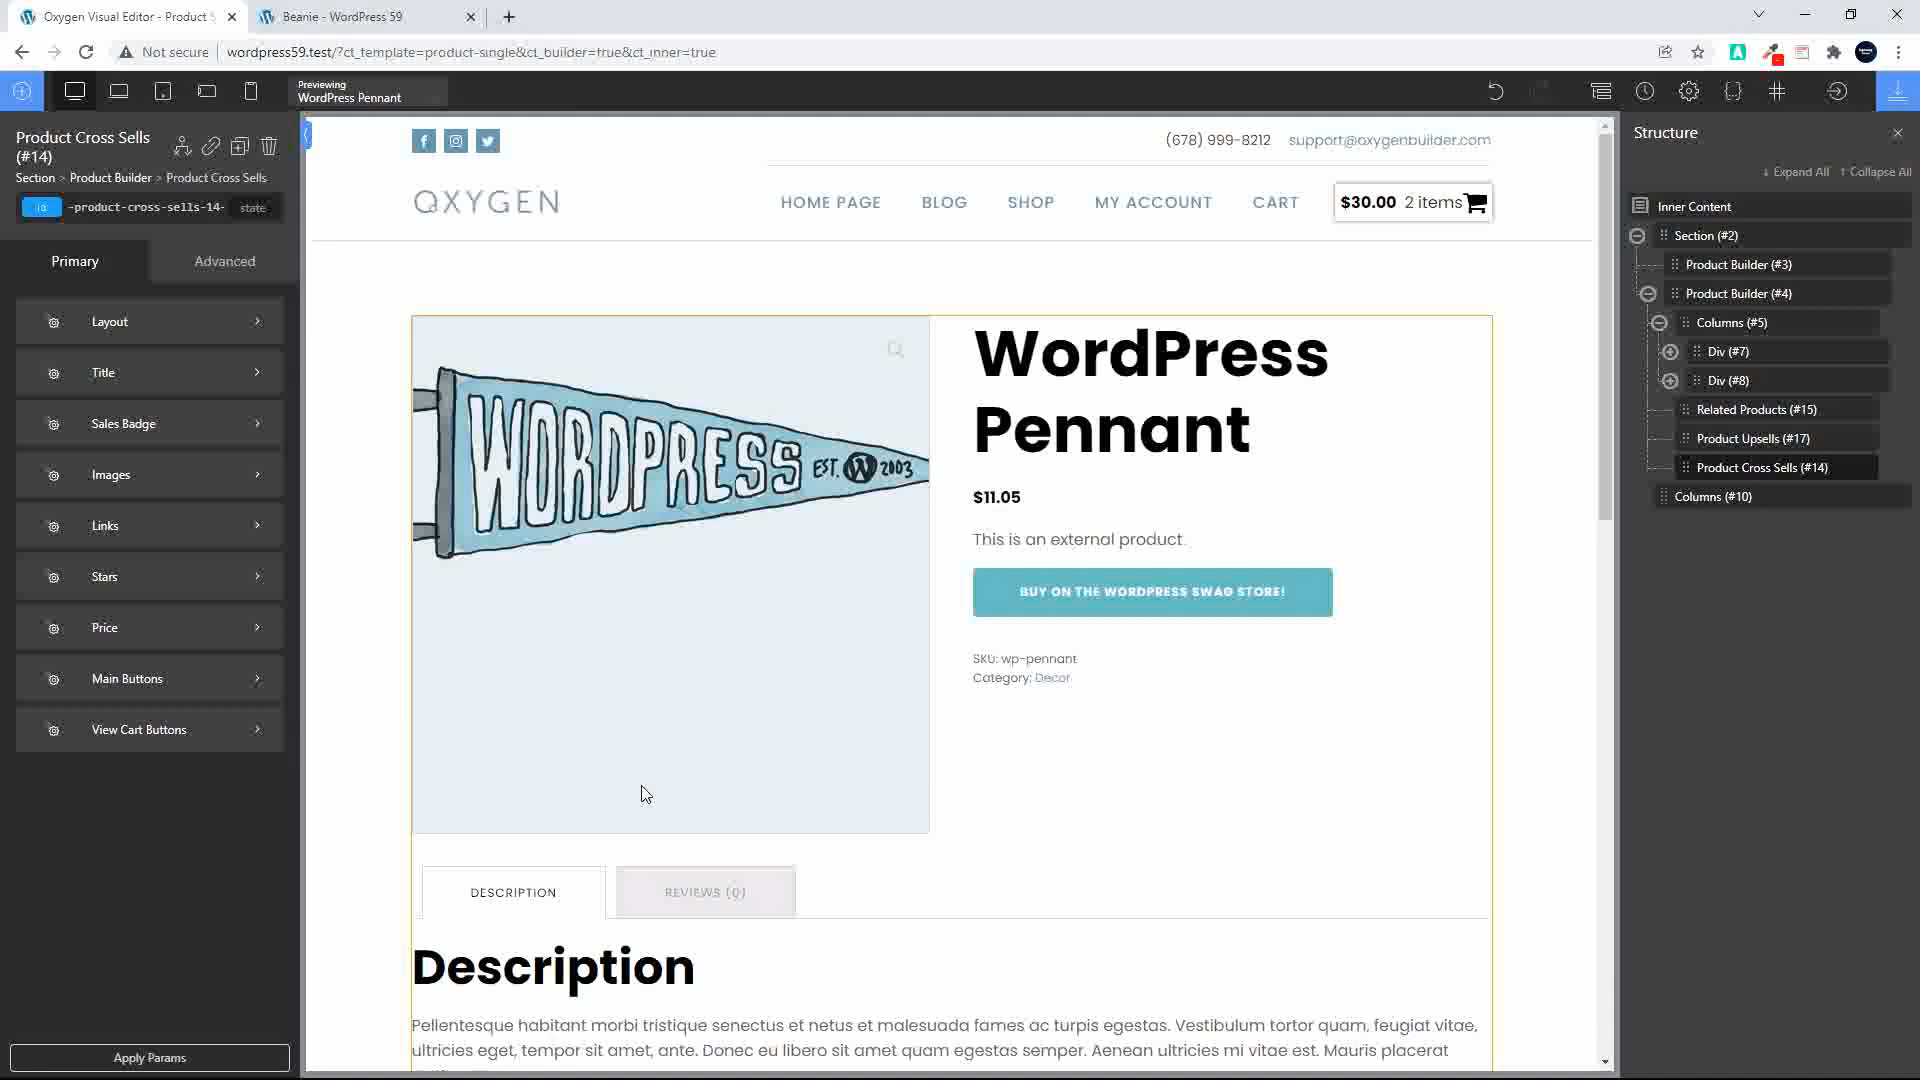 Oxygen Visual Editor - Product S
Beanie - WordPress 59
Not secure
wordpress59.test/?ct_template=product-single&ct_builder=true&ct_inner=true
Previewing
WordPress Pennant
Product Cross Sells
(#14)
Section > Product Builder > Product Cross Sells
id
-product-cross-sells-14-
state
Primary
Advanced
Layout
Title
Sales Badge
Images
Links
Stars
Price
Main Buttons
View Cart Buttons
Apply Params
(678) 999-8212
support@oxygenbuilder.com
OXYGEN
HOME PAGE
BLOG
SHOP
MY ACCOUNT
CART
$30.00 2 items
WORDPRESS EST. W 2003
WordPress
Pennant
$11.05
This is an external product.
BUY ON THE WORDPRESS SWAG STORE!
SKU: wp-pennant
Category: Decor
DESCRIPTION
REVIEWS (0)
Description
Pellentesque habitant morbi tristique senectus et netus et malesuada fames ac turpis egestas. Vestibulum tortor quam, feugiat vitae,
ultricies eget, tempor sit amet, ante. Donec eu libero sit amet quam egestas semper. Aenean ultricies mi vitae est. Mauris placerat
Structure
Expand All
Collapse All
Inner Content
Section (#2)
Product Builder (#3)
Product Builder (#4)
Columns (#5)
Div (#7)
Div (#8)
Related Products (#15)
Product Upsells (#17)
Product Cross Sells (#14)
Columns (#10)